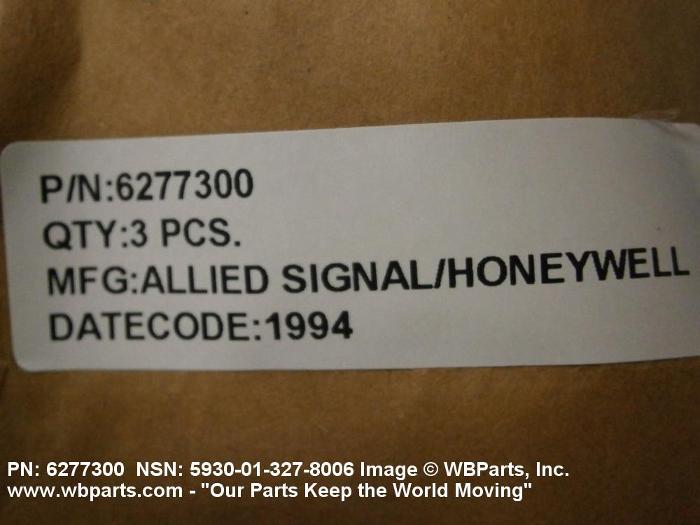 P/N:6277300
QTY:3 PCS.
MFG:ALLIED SIGNAL/HONEYWELL
DATECODE:1994
PN: 6277300 NSN: 5930-01-327-8006 Image © WBParts, Inc.
www.wbparts.com - "Our Parts Keep the World Moving"